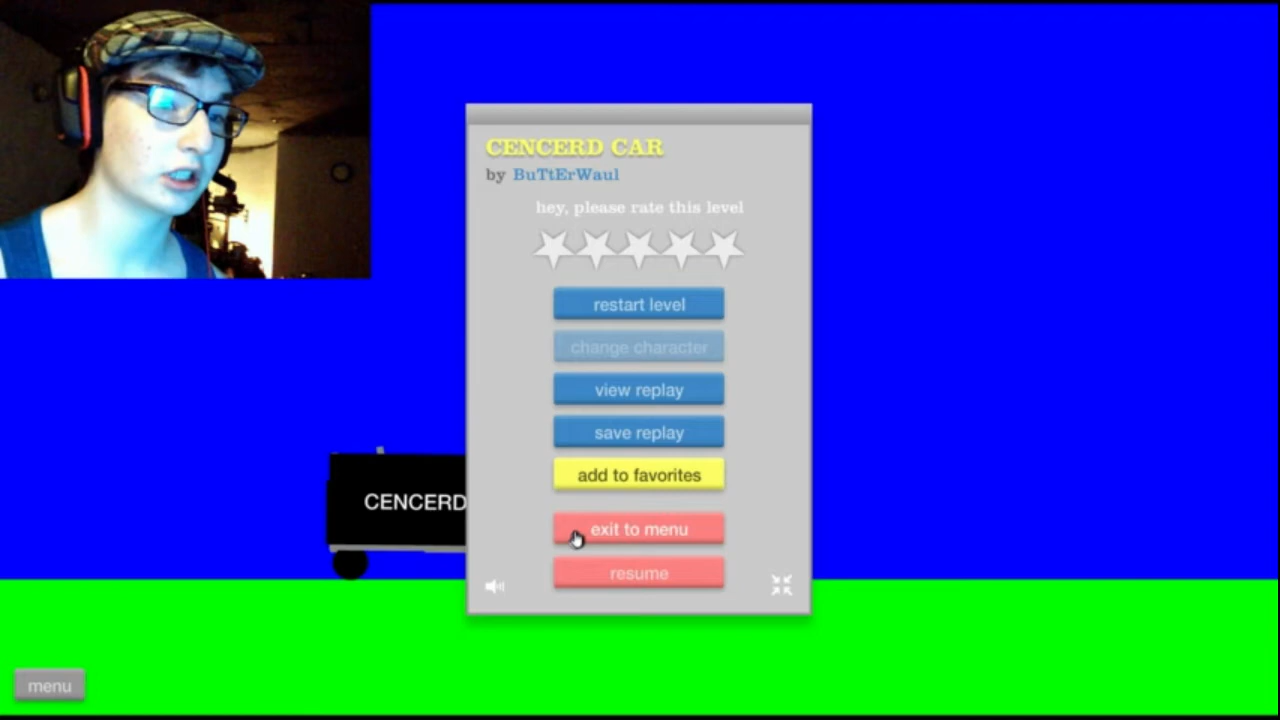 CENCERD CAR
by BuTtErWaul
hey, please rate this level
restart level
change character
view replay
save replay
add to favorites
CENCERD
exit to menu
resume
menu